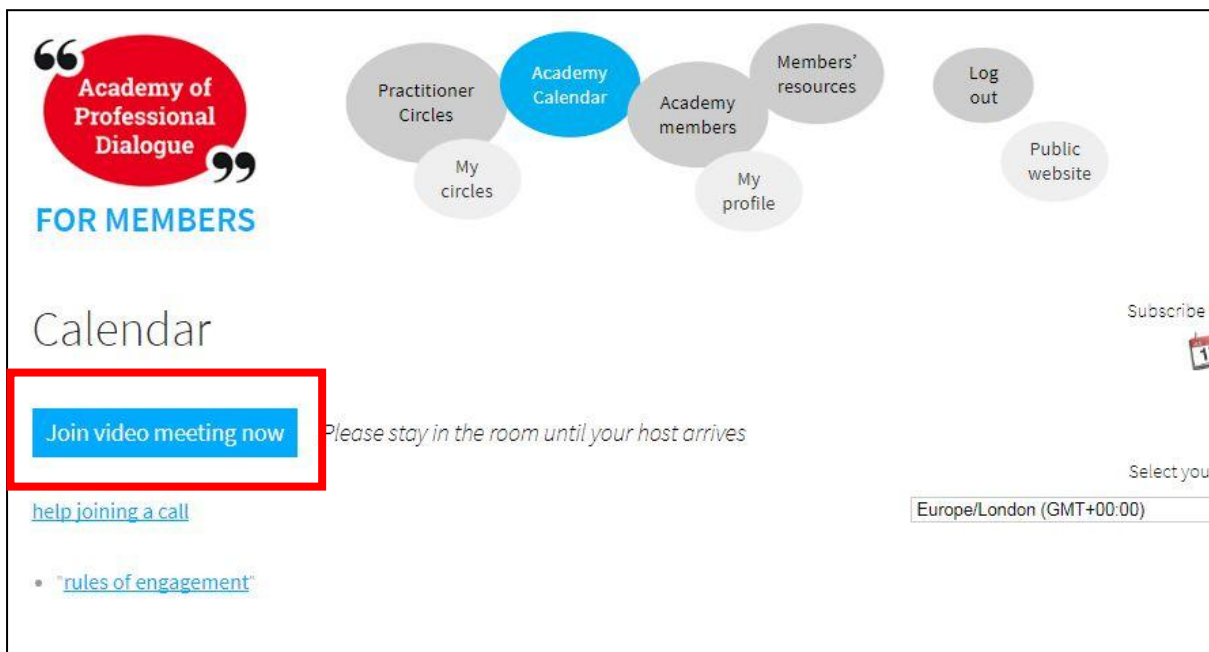 Academy of
Professional
Dialogue
FOR MEMBERS
Practitioner
Circles
My
circles
Academy
Calendar
Academy
members
My
profile
Members'
resources
Log
out
Public
website
Calendar
Subscribe
Join video meeting now
Please stay in the room until your host arrives
Select you
help joining a call
Europe/London (GMT+00:00)
• "rules of engagement"